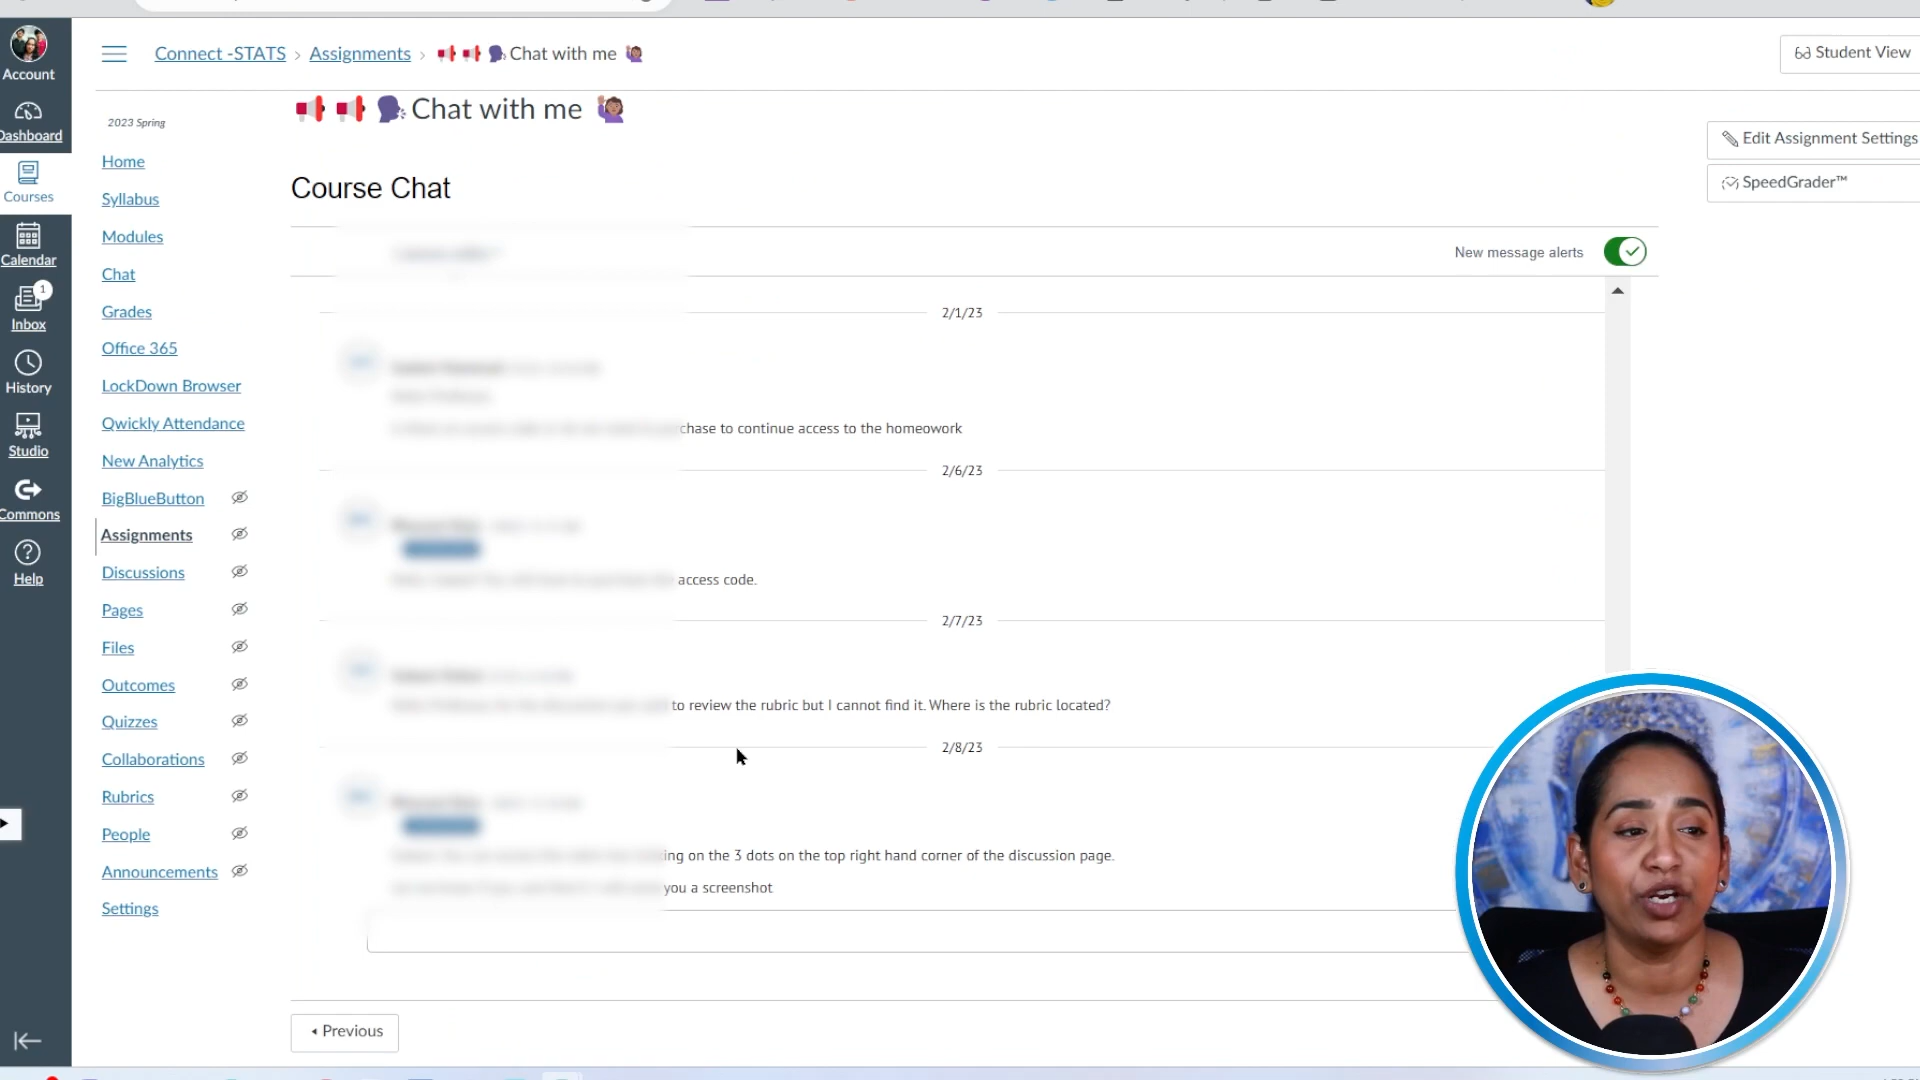 Connect -STATS › Assignments › Chat with me
Student View
Account
Dashboard
Courses
Calendar
1
Inbox
History
Studio
Commons
Help
2023 Spring
Home
Syllabus
Modules
Chat
Grades
Office 365
LockDown Browser
Qwickly Attendance
New Analytics
BigBlueButton
Assignments
Discussions
Pages
Files
Outcomes
Quizzes
Collaborations
Rubrics
People
Announcements
Settings
Chat with me
Edit Assignment Settings
SpeedGrader™
Course Chat
New message alerts
2/1/23
chase to continue access to the homeowork
2/6/23
access code.
2/7/23
to review the rubric but I cannot find it. Where is the rubric located?
2/8/23
ing on the 3 dots on the top right hand corner of the discussion page.
you a screenshot
Previous